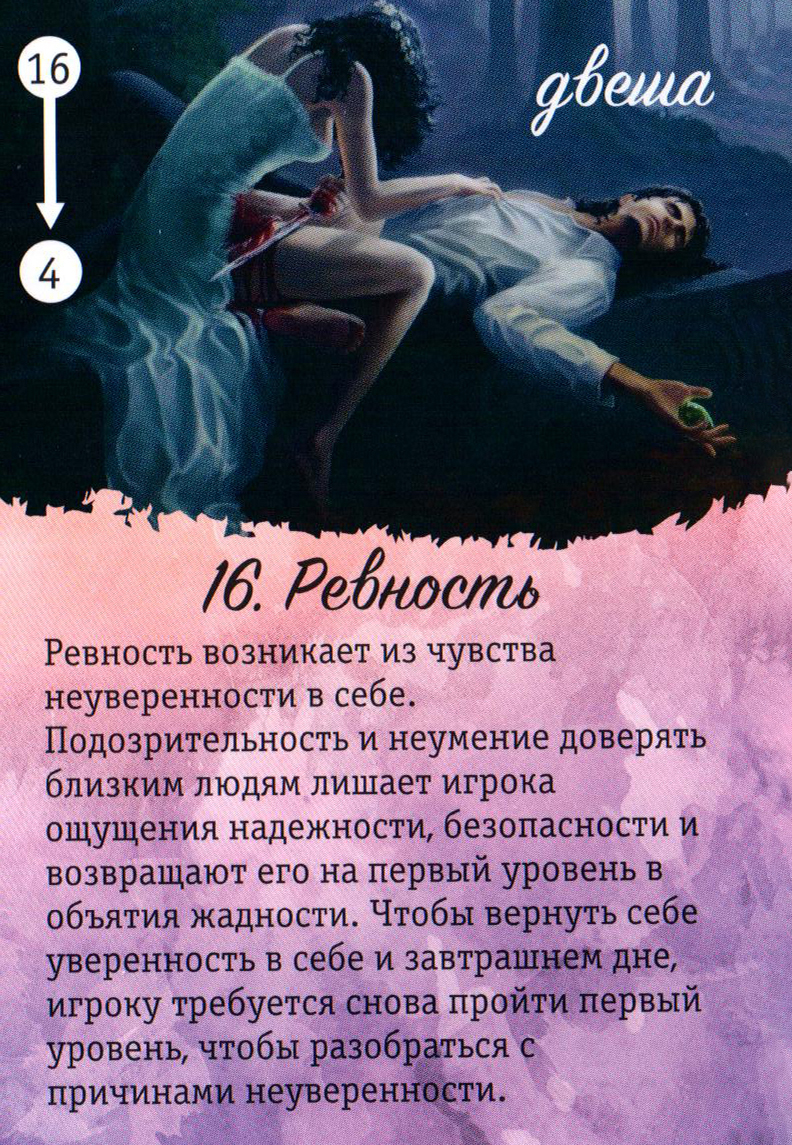 16
двеша
4
16. Ревность
Ревность возникает из чувства
неуверенности в себе.
Подозрительность и неумение доверять
близким людям лишает игрока
ощущения надежности, безопасности и
возвращают его на первый уровень в
объятия жадности. Чтобы вернуть себе
уверенность в себе и завтрашнем дне,
игроку требуется снова пройти первый
уровень, чтобы разобраться с
причинами неуверенности.